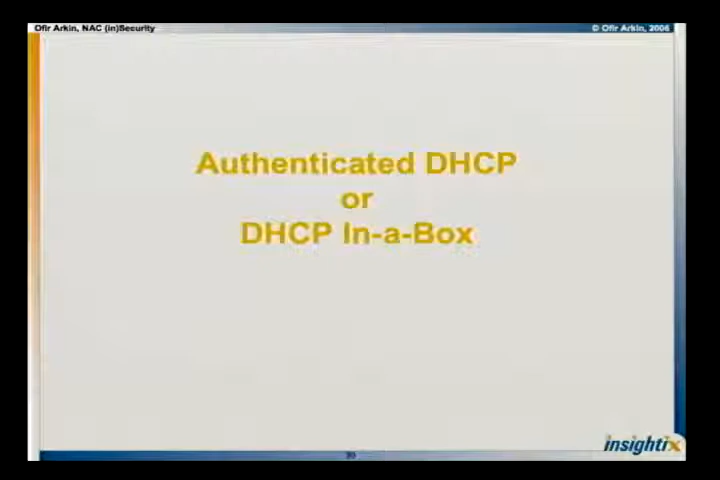 Ofir Arkin, NAC (in)Security
© Ofir Arkin, 2006
Authenticated DHCP
or
DHCP In-a-Box
insightix